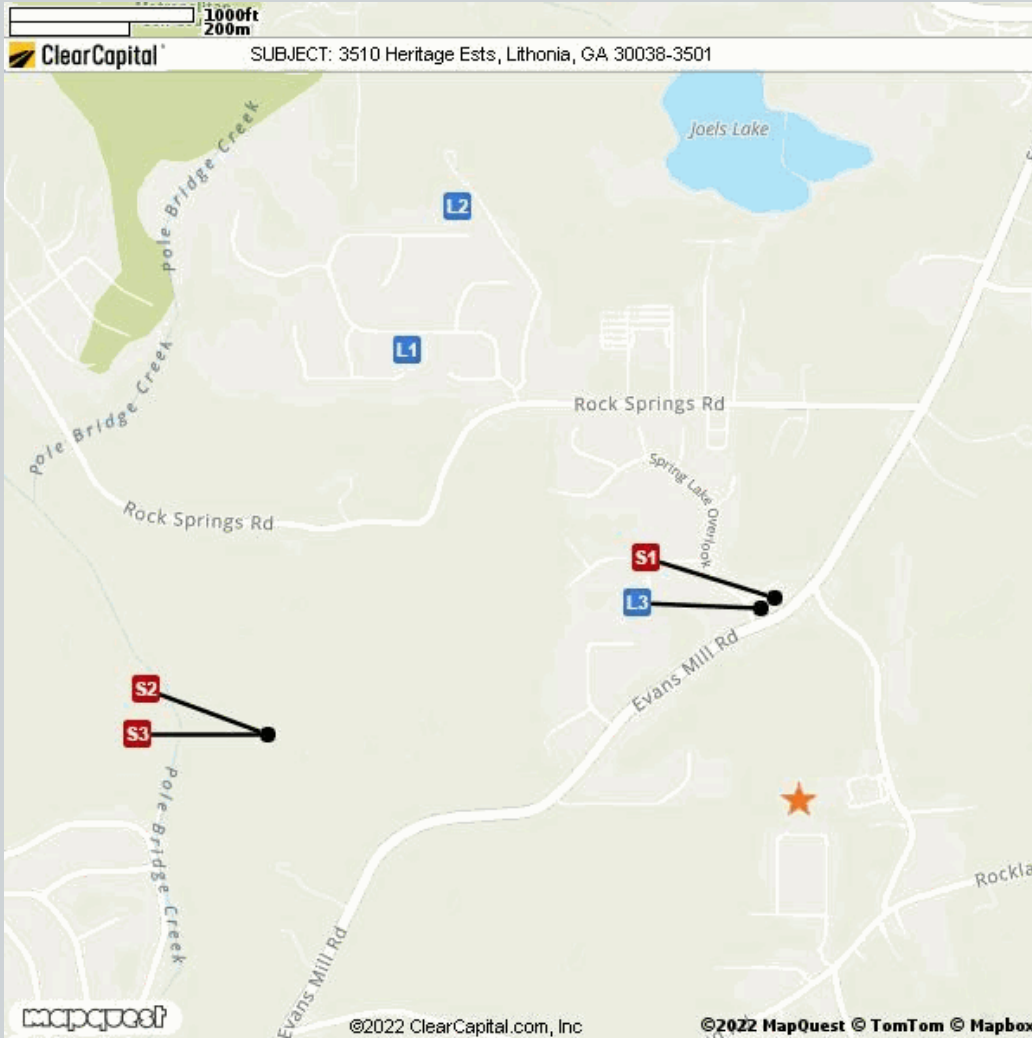 Metropolitan
1000ft
200m
ClearCapital
SUBJECT: 3510 Heritage Ests, Lithonia, GA 30038-3501
Pole Bridge Creek
Joels Lake
L2
L1
Rock Springs Rd
Pole Bridge Creek
Spring Lake Overlook
Rock Springs Rd
S1
L3
Evans Mill Rd
S2
S3
Pole Bridge Creek
Rockla
Evans Mill Rd
mapquest
©2022 ClearCapital.com, Inc
©2022 MapQuest © TomTom © Mapbox